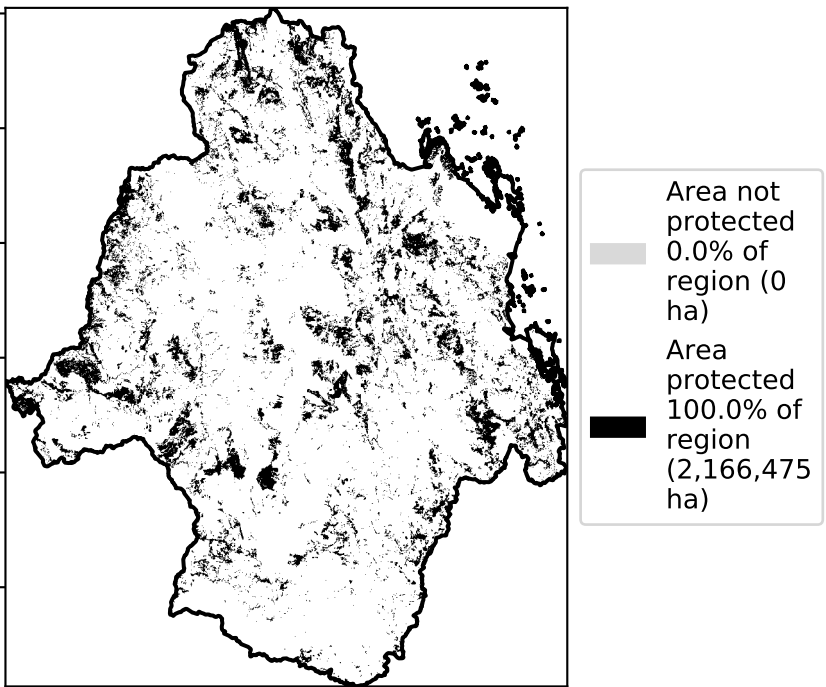 Area not
protected
0.0% of
region (0
ha)
Area
protected
100.0% of
region
(2,166,475
ha)